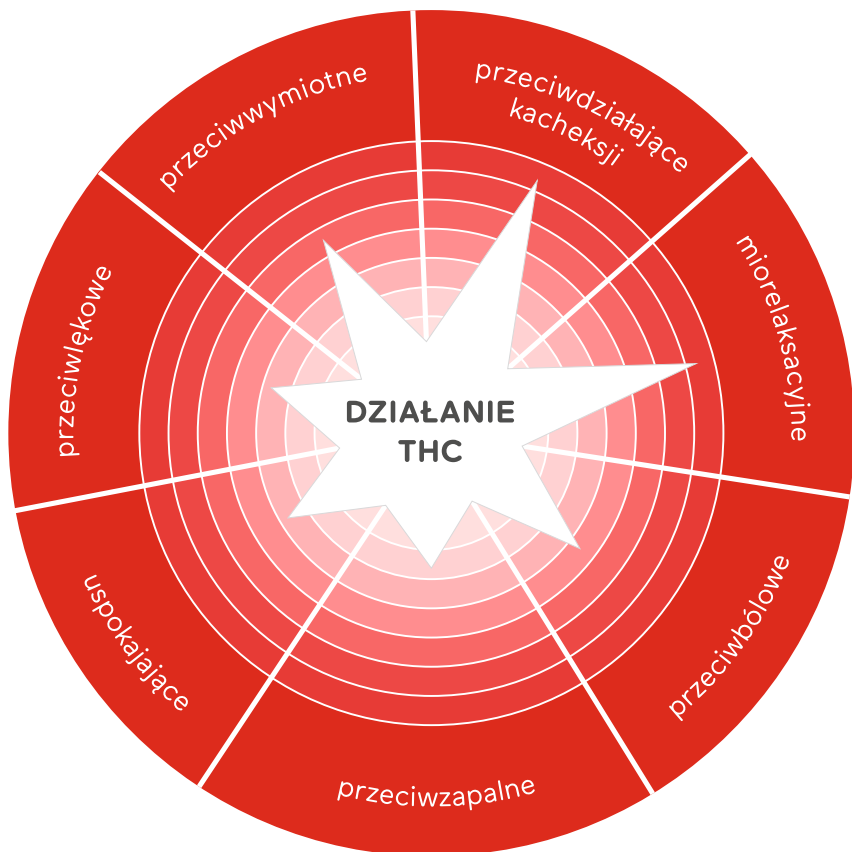 przeciwwymiotne
przeciwdziałające
kacheksji
miorelaksacyjne
przeciwlękowe
DZIAŁANIE
THC
przeciwbólowe
uspokajające
przeciwzapalne